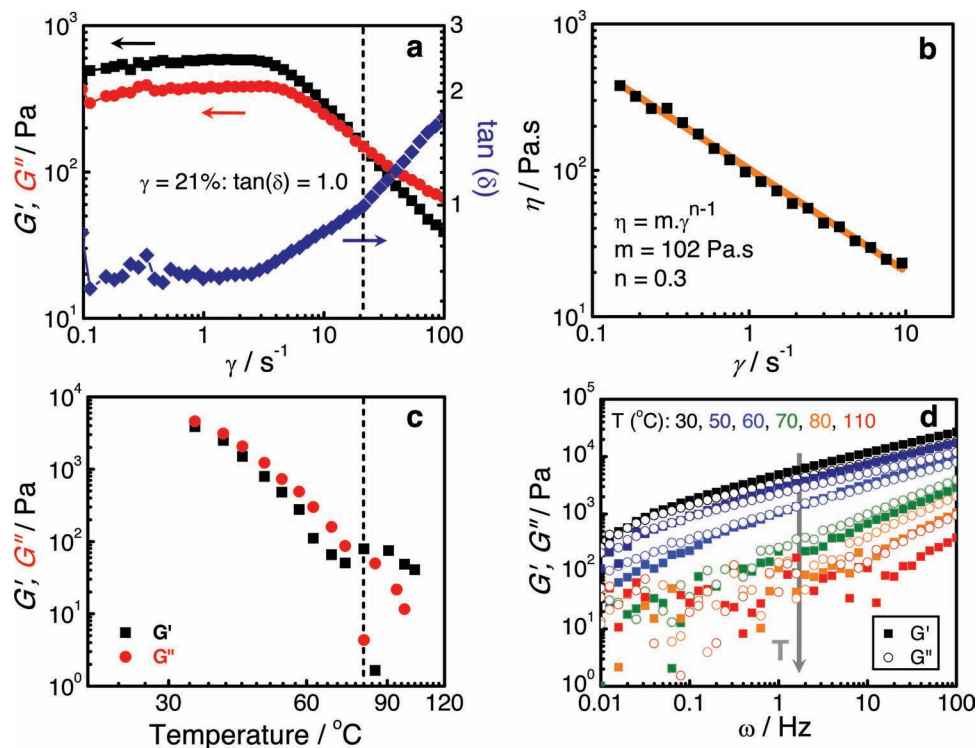 a
G', G'' / Pa
10³
10²
10¹
3
2
1
tan (δ)
γ = 21%: tan(δ) = 1.0
0.1
1
10
100
γ / s⁻¹
b
η / Pa.s
10³
10²
10¹
η = m.γⁿ⁻¹
m = 102 Pa.s
n = 0.3
0.1
1
10
γ / s⁻¹
c
G', G'' / Pa
10⁴
10³
10²
10¹
10⁰
G'
G''
30
60
90
120
Temperature / °C
d
G', G'' / Pa
10⁵
10⁴
10³
10²
10¹
10⁰
T (°C): 30, 50, 60, 70, 80, 110
T
G'
G''
0.01
0.1
1
10
100
ω / Hz